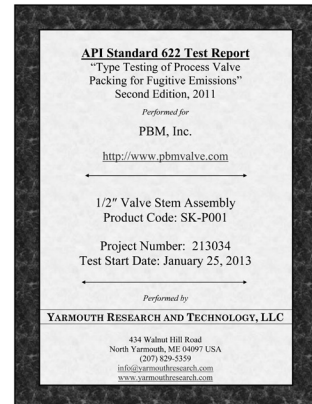 API Standard 622 Test Report
“Type Testing of Process Valve
Packing for Fugitive Emissions”
Second Edition, 2011
Performed for
PBM, Inc.
http://www.pbmvalve.com
1/2″ Valve Stem Assembly
Product Code: SK-P001
Project Number: 213034
Test Start Date: January 25, 2013
Performed by
YARMOUTH RESEARCH AND TECHNOLOGY, LLC
434 Walnut Hill Road
North Yarmouth, ME 04097 USA
(207) 829-5359
info@yarmouthresearch.com
www.yarmouthresearch.com